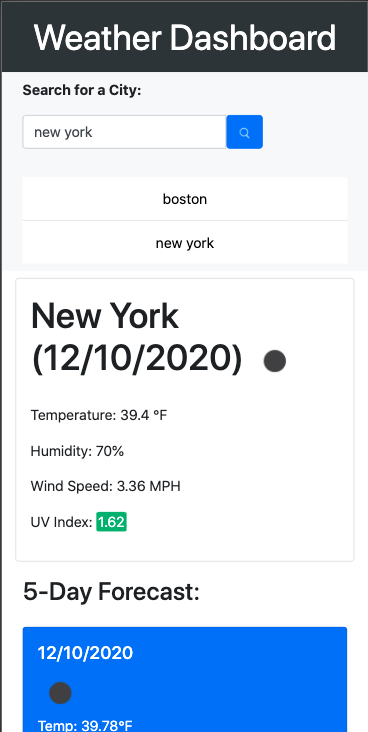 Weather Dashboard
Search for a City:
new york
boston
new york
New York
(12/10/2020)
Temperature: 39.4 °F
Humidity: 70%
Wind Speed: 3.36 MPH
UV Index: 1.62
5-Day Forecast:
12/10/2020
Temp: 39.78°F